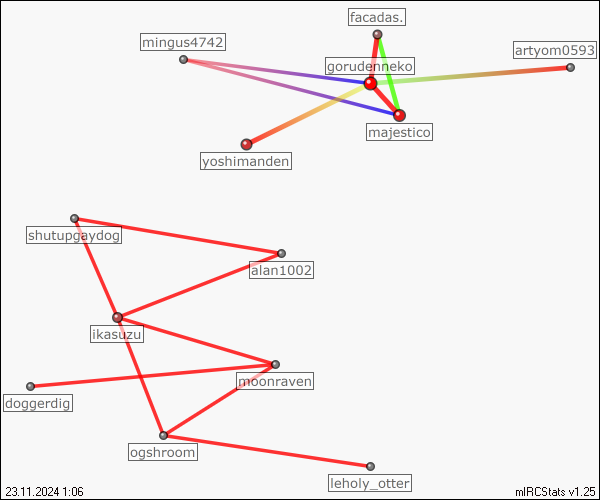 facadas.
mingus4742
artyom0593
gorudenneko
majestico
yoshimanden
shutupgaydog
alan1002
ikasuzu
moonraven
doggerdig
ogshroom
leholy_otter
23.11.2024 1:06
mIRCStats v1.25